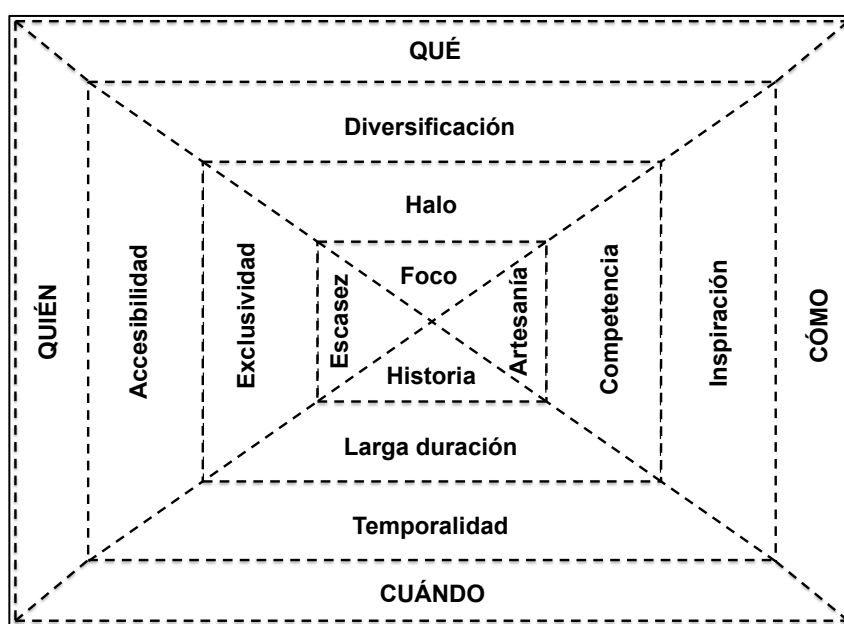 QUÉ
Diversificación
Halo
Foco
QUIÉN
Accesibilidad
Exclusividad
Escasez
Artesanía
Competencia
Inspiración
CÓMO
Historia
Larga duración
Temporalidad
CUÁNDO